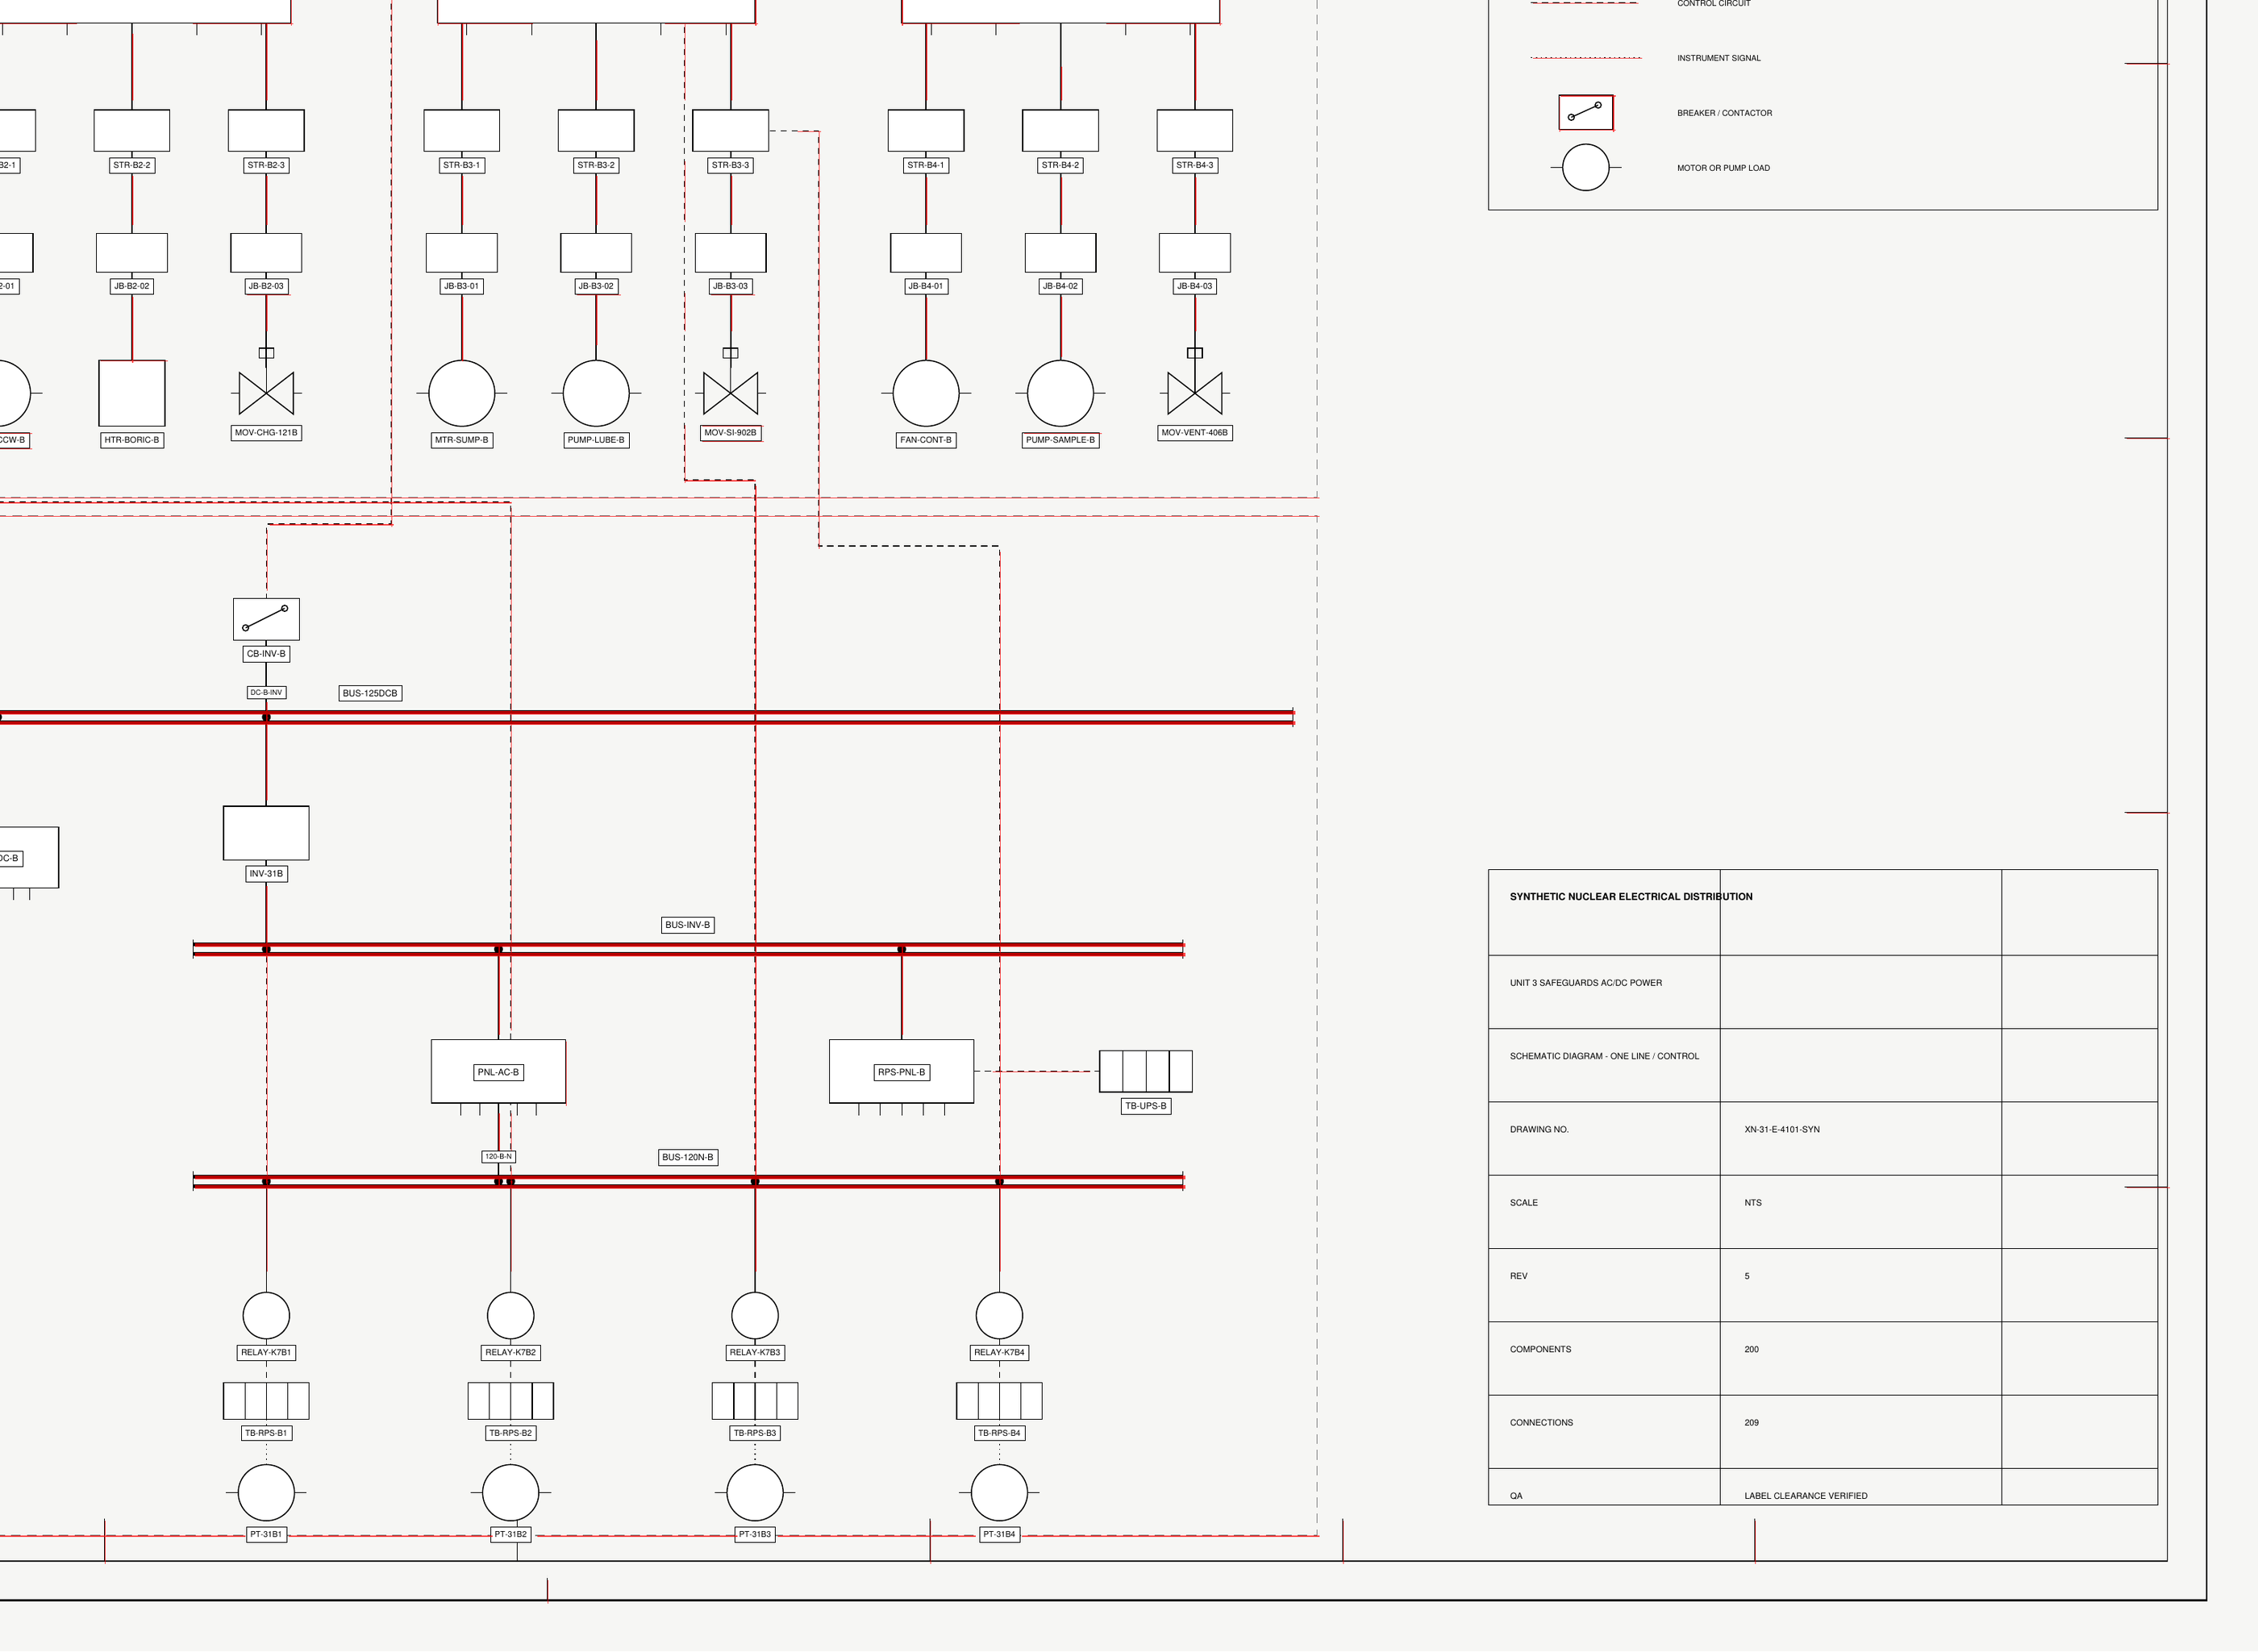 CONTROL CIRCUIT
INSTRUMENT SIGNAL
BREAKER / CONTACTOR
MOTOR OR PUMP LOAD
B2-1
STR-B2-2
STR-B2-3
STR-B3-1
STR-B3-2
STR-B3-3
STR-B4-1
STR-B4-2
STR-B4-3
2-01
JB-B2-02
JB-B2-03
JB-B3-01
JB-B3-02
JB-B3-03
JB-B4-01
JB-B4-02
JB-B4-03
CCW-B
HTR-BORIC-B
MOV-CHG-121B
MTR-SUMP-B
PUMP-LUBE-B
MOV-SI-902B
FAN-CONT-B
PUMP-SAMPLE-B
MOV-VENT-406B
CB-INV-B
DC-B-INV
BUS-125DCB
DC-B
INV-31B
BUS-INV-B
PNL-AC-B
RPS-PNL-B
TB-UPS-B
120-B-N
BUS-120N-B
RELAY-K7B1
RELAY-K7B2
RELAY-K7B3
RELAY-K7B4
TB-RPS-B1
TB-RPS-B2
TB-RPS-B3
TB-RPS-B4
PT-31B1
PT-31B2
PT-31B3
PT-31B4
SYNTHETIC NUCLEAR ELECTRICAL DISTRIBUTION
UNIT 3 SAFEGUARDS AC/DC POWER
SCHEMATIC DIAGRAM - ONE LINE / CONTROL
DRAWING NO. XN-31-E-4101-SYN
SCALE NTS
REV 5
COMPONENTS 200
CONNECTIONS 209
QA LABEL CLEARANCE VERIFIED